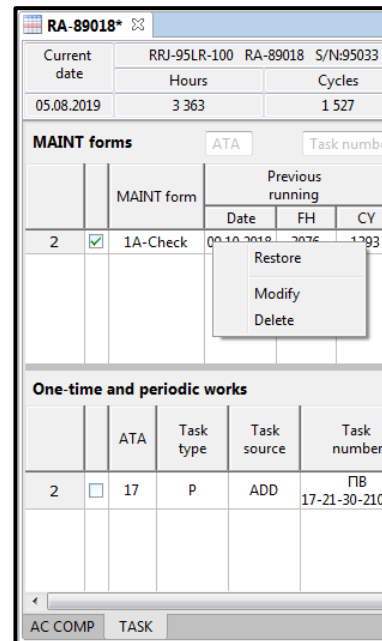 RA-89018*
Current date
RRJ-95LR-100 RA-89018 S/N:95033
Hours
Cycles
05.08.2019
3 363
1 527
MAINT forms
ATA
Task numbe
MAINT form
Previous running
Date
FH
CY
2
1A-Check
Restore
Modify
Delete
One-time and periodic works
ATA
Task type
Task source
Task number
2
17
P
ADD
ПВ
17-21-30-210
AC COMP
TASK